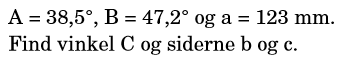 A = 38,5°, B = 47,2° og a = 123 mm.
Find vinkel C og siderne b og c.